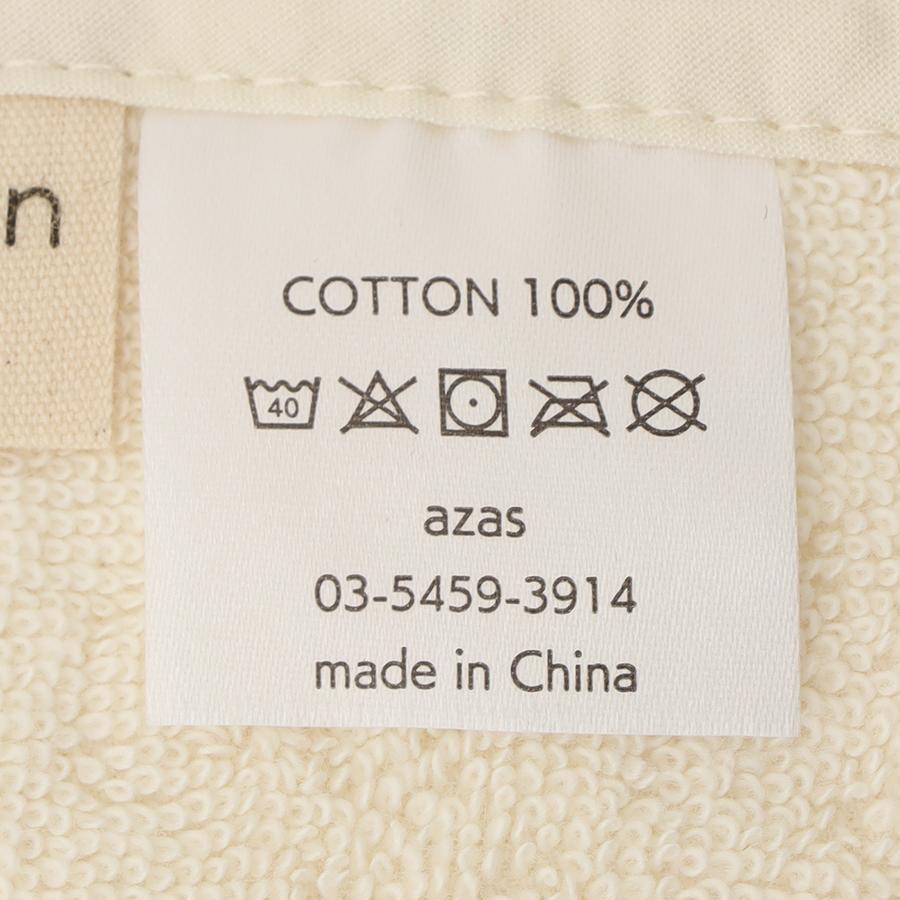 n
COTTON 100%
40
azas
03-5459-3914
made in China